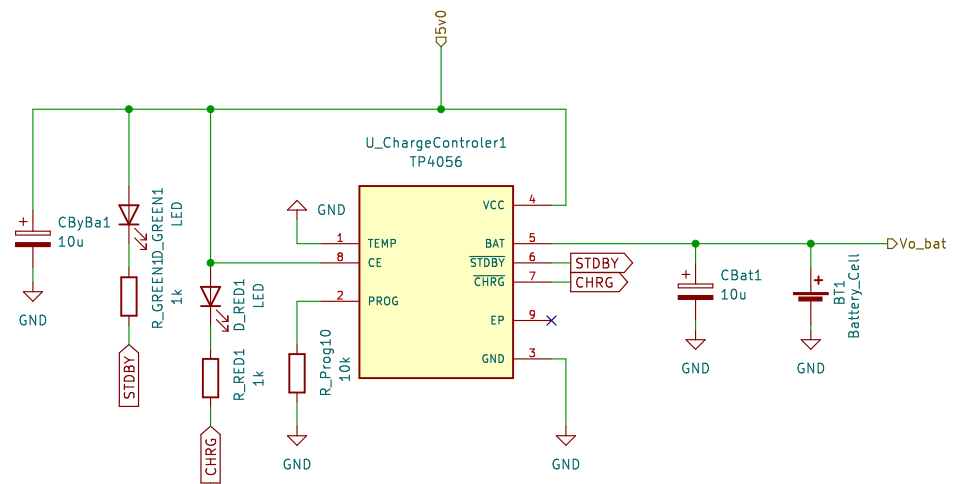 5v0
U_ChargeControler1
TP4056
CByBa1
10u
GND
D_GREEN1
LED
R_GREEN1
1k
STDBY
D_RED1
LED
R_RED1
1k
CHRG
GND
1
TEMP
8
CE
2
PROG
R_Prog10
10k
GND
VCC
4
BAT
5
STDBY
6
STDBY
CHRG
7
CHRG
EP
9
GND
3
GND
CBat1
10u
GND
BT1
Battery_Cell
GND
Vo_bat